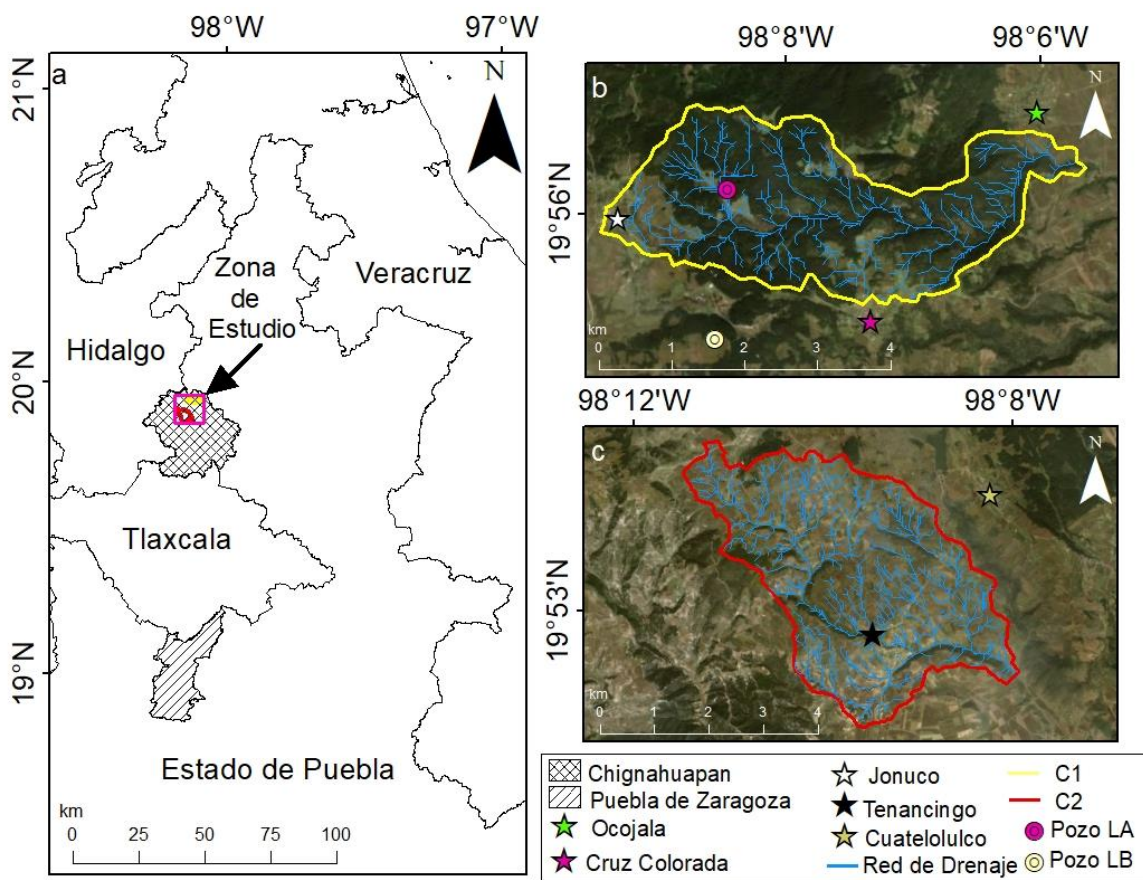 98°W
97°W
98°8'W
98°6'W
a
N
21°N
Zona
de
Estudio
Veracruz
Hidalgo
20°N
Tlaxcala
19°N
Estado de Puebla
km
0 25 50 75 100
b
N
19°56'N
km
0 1 2 3 4
98°12'W
98°8'W
c
N
19°53'N
km
0 1 2 3 4
Chignahuapan
Puebla de Zaragoza
Ocojala
Cruz Colorada
Jonuco
Tenancingo
Cuatelolulco
Red de Drenaje
C1
C2
Pozo LA
Pozo LB